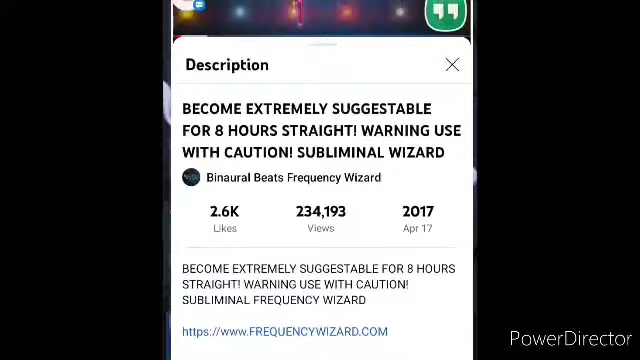 Description
BECOME EXTREMELY SUGGESTABLE
FOR 8 HOURS STRAIGHT! WARNING USE
WITH CAUTION! SUBLIMINAL WIZARD
Binaural Beats Frequency Wizard
2.6K 234,193 2017
Likes Views Apr 17
BECOME EXTREMELY SUGGESTABLE FOR 8 HOURS
STRAIGHT! WARNING USE WITH CAUTION!
SUBLIMINAL FREQUENCY WIZARD
https://www.FREQUENCYWIZARD.COM
PowerDirector